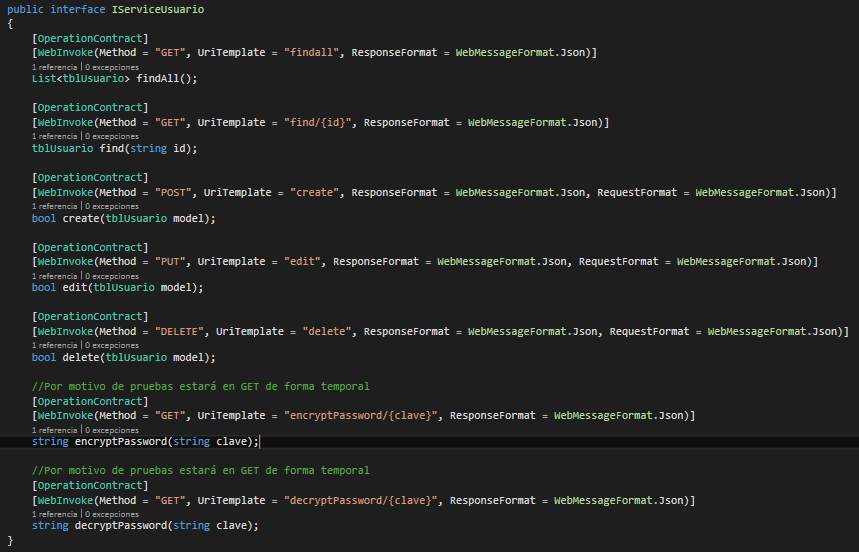 public interface IServiceUsuario
{
[OperationContract]
[WebInvoke(Method = "GET", UriTemplate = "findall", ResponseFormat = WebMessageFormat.Json)]
1 referencia | 0 excepciones
List<tblUsuario> findAll();
[OperationContract]
[WebInvoke(Method = "GET", UriTemplate = "find/{id}", ResponseFormat = WebMessageFormat.Json)]
1 referencia | 0 excepciones
tblUsuario find(string id);
[OperationContract]
[WebInvoke(Method = "POST", UriTemplate = "create", ResponseFormat = WebMessageFormat.Json, RequestFormat = WebMessageFormat.Json)]
1 referencia | 0 excepciones
bool create(tblUsuario model);
[OperationContract]
[WebInvoke(Method = "PUT", UriTemplate = "edit", ResponseFormat = WebMessageFormat.Json, RequestFormat = WebMessageFormat.Json)]
1 referencia | 0 excepciones
bool edit(tblUsuario model);
[OperationContract]
[WebInvoke(Method = "DELETE", UriTemplate = "delete", ResponseFormat = WebMessageFormat.Json, RequestFormat = WebMessageFormat.Json)]
1 referencia | 0 excepciones
bool delete(tblUsuario model);
//Por motivo de pruebas estará en GET de forma temporal
[OperationContract]
[WebInvoke(Method = "GET", UriTemplate = "encryptPassword/{clave}", ResponseFormat = WebMessageFormat.Json)]
1 referencia | 0 excepciones
string encryptPassword(string clave);
//Por motivo de pruebas estará en GET de forma temporal
[OperationContract]
[WebInvoke(Method = "GET", UriTemplate = "decryptPassword/{clave}", ResponseFormat = WebMessageFormat.Json)]
1 referencia | 0 excepciones
string decryptPassword(string clave);
}